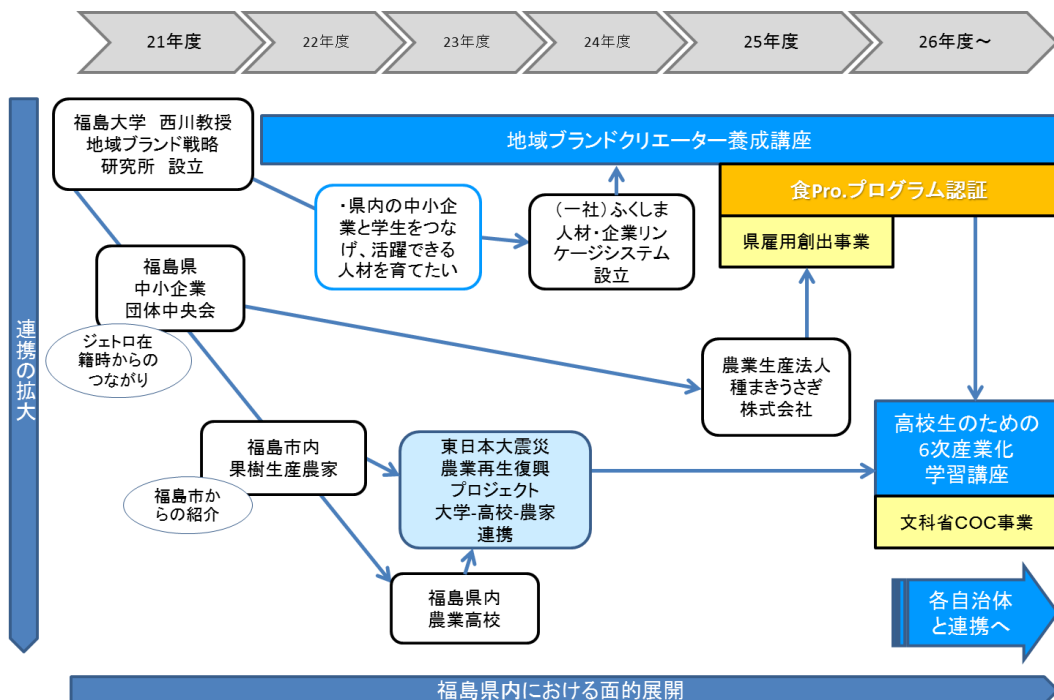 21年度
22年度
23年度
24年度
25年度
26年度～
連携の拡大
福島大学　西川教授
地域ブランド戦略
研究所　設立
地域ブランドクリエーター養成講座
食Pro.プログラム認証
県雇用創出事業
・県内の中小企
業と学生をつな
げ、活躍できる
人材を育てたい
（一社）ふくしま
人材・企業リン
ケージシステム
設立
福島県
中小企業
団体中央会
ジェトロ在
籍時からの
つながり
農業生産法人
種まきうさぎ
株式会社
福島市内
果樹生産農家
福島市か
らの紹介
東日本大震災
農業再生復興
プロジェクト
大学-高校-農家
連携
高校生のための
6次産業化
学習講座
文科省COC事業
福島県内
農業高校
各自治体
と連携へ
福島県内における面的展開